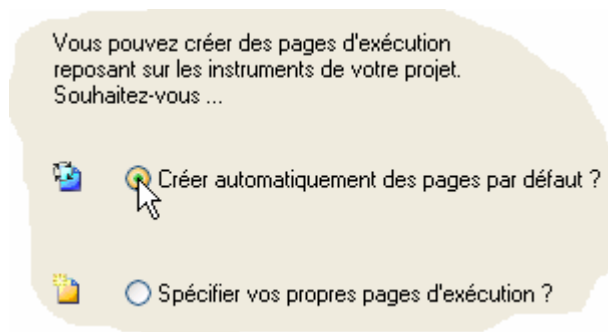 Vous pouvez créer des pages d'exécution
reposant sur les instruments de votre projet.
Souhaitez-vous ...
Créer automatiquement des pages par défaut ?
Spécifier vos propres pages d'exécution ?